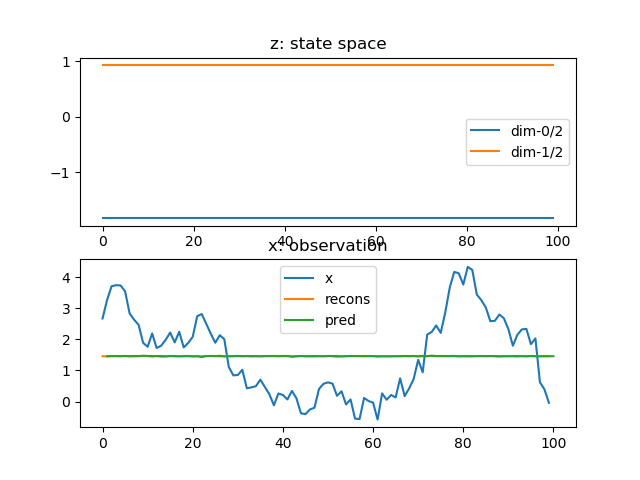 z: state space
1
0
−1
dim-0/2
dim-1/2
0 20 40 60 80 100
x: observation
4
3
2
1
0
x
recons
pred
0 20 40 60 80 100